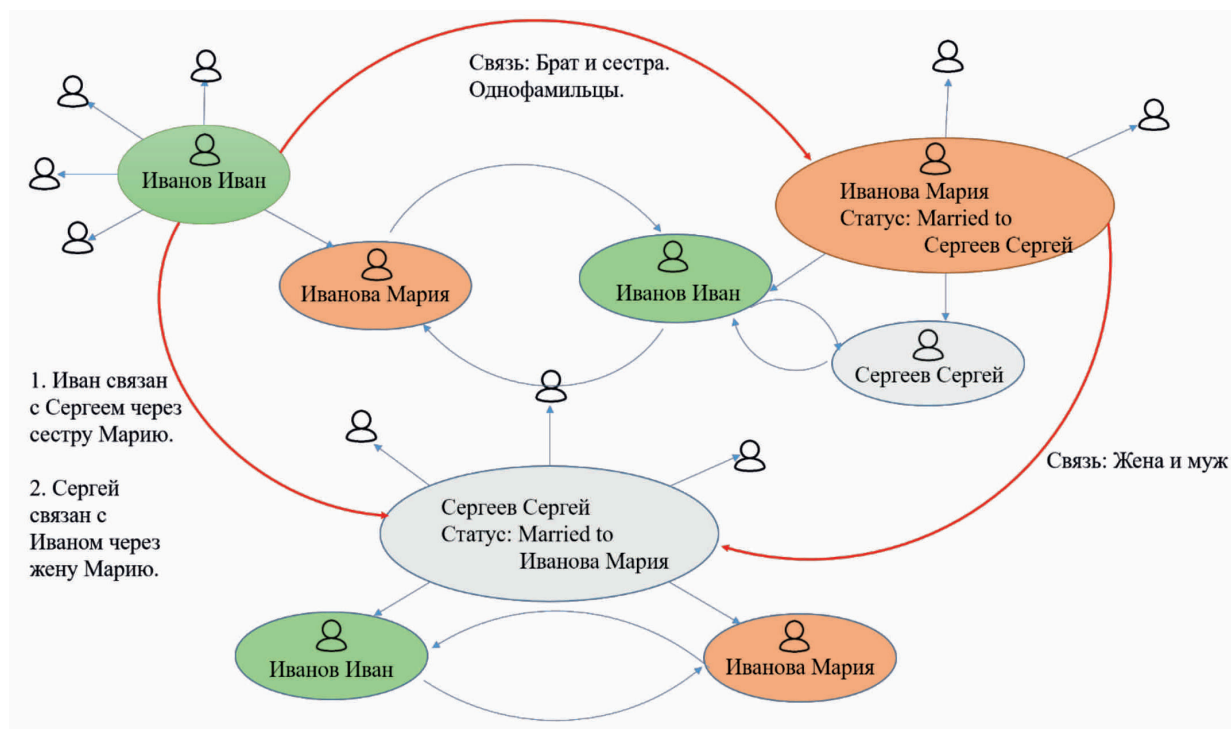 Связь: Брат и сестра.
Однофамильцы.
Иванов Иван
Иванова Мария
Статус: Married to
Сергеев Сергей
Иванова Мария
Иванов Иван
Сергеев Сергей
1. Иван связан
с Сергеем через
сестру Марию.
2. Сергей
связан с
Иваном через
жену Марию.
Связь: Жена и муж
Сергеев Сергей
Статус: Married to
Иванова Мария
Иванов Иван
Иванова Мария